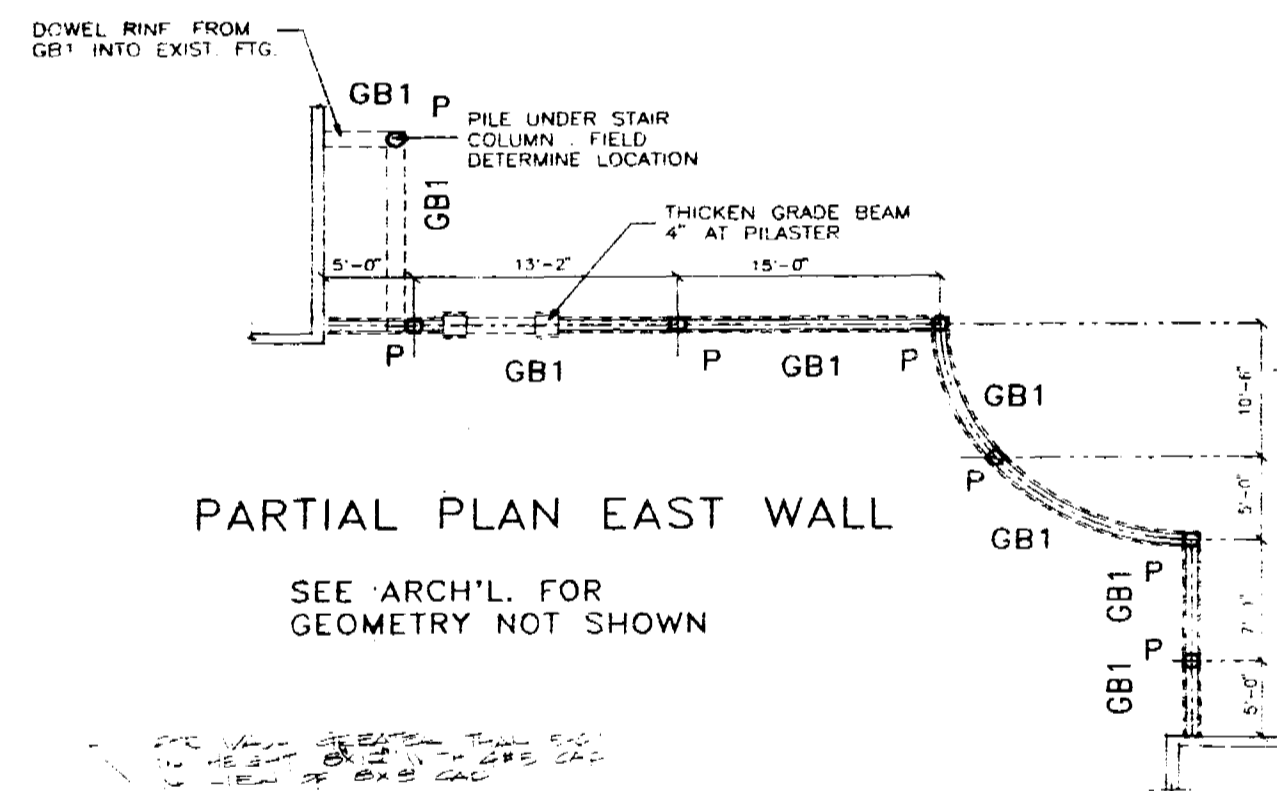 DOWEL RINF FROM
GB1 INTO EXIST. FTG.
GB1
P
PILE UNDER STAIR
COLUMN . FIELD
DETERMINE LOCATION
GB1
THICKEN GRADE BEAM
4" AT PILASTER
5'-0"
13'-2"
15'-0"
P
GB1
P
GB1
P
GB1
10'-6"
P
5'-0"
GB1
PARTIAL PLAN EAST WALL
SEE ARCH'L. FOR
GEOMETRY NOT SHOWN
P
GB1
P
GB1
5'-0"